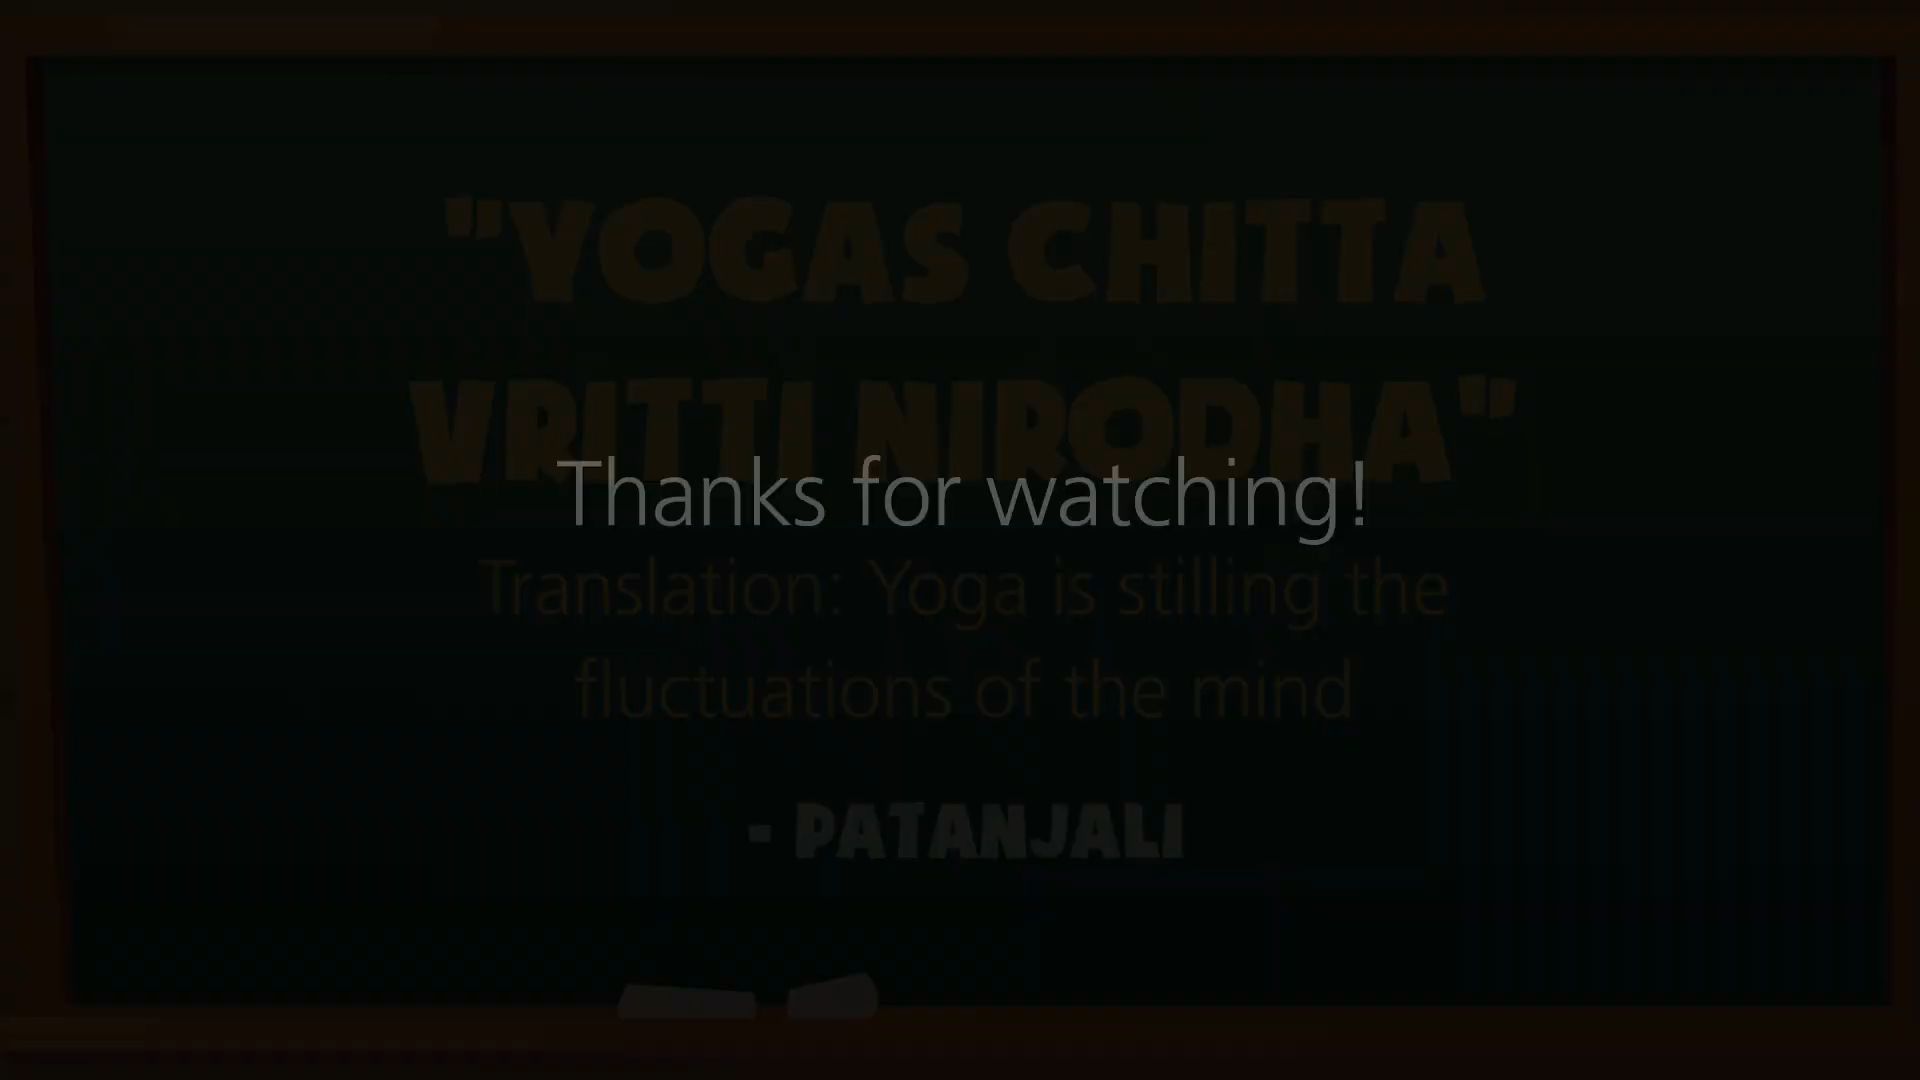 "YOGAS CHITTA
VRITTI NIRODHA"
Thanks for watching!
Translation: Yoga is stilling the
fluctuations of the mind
- PATANJALI